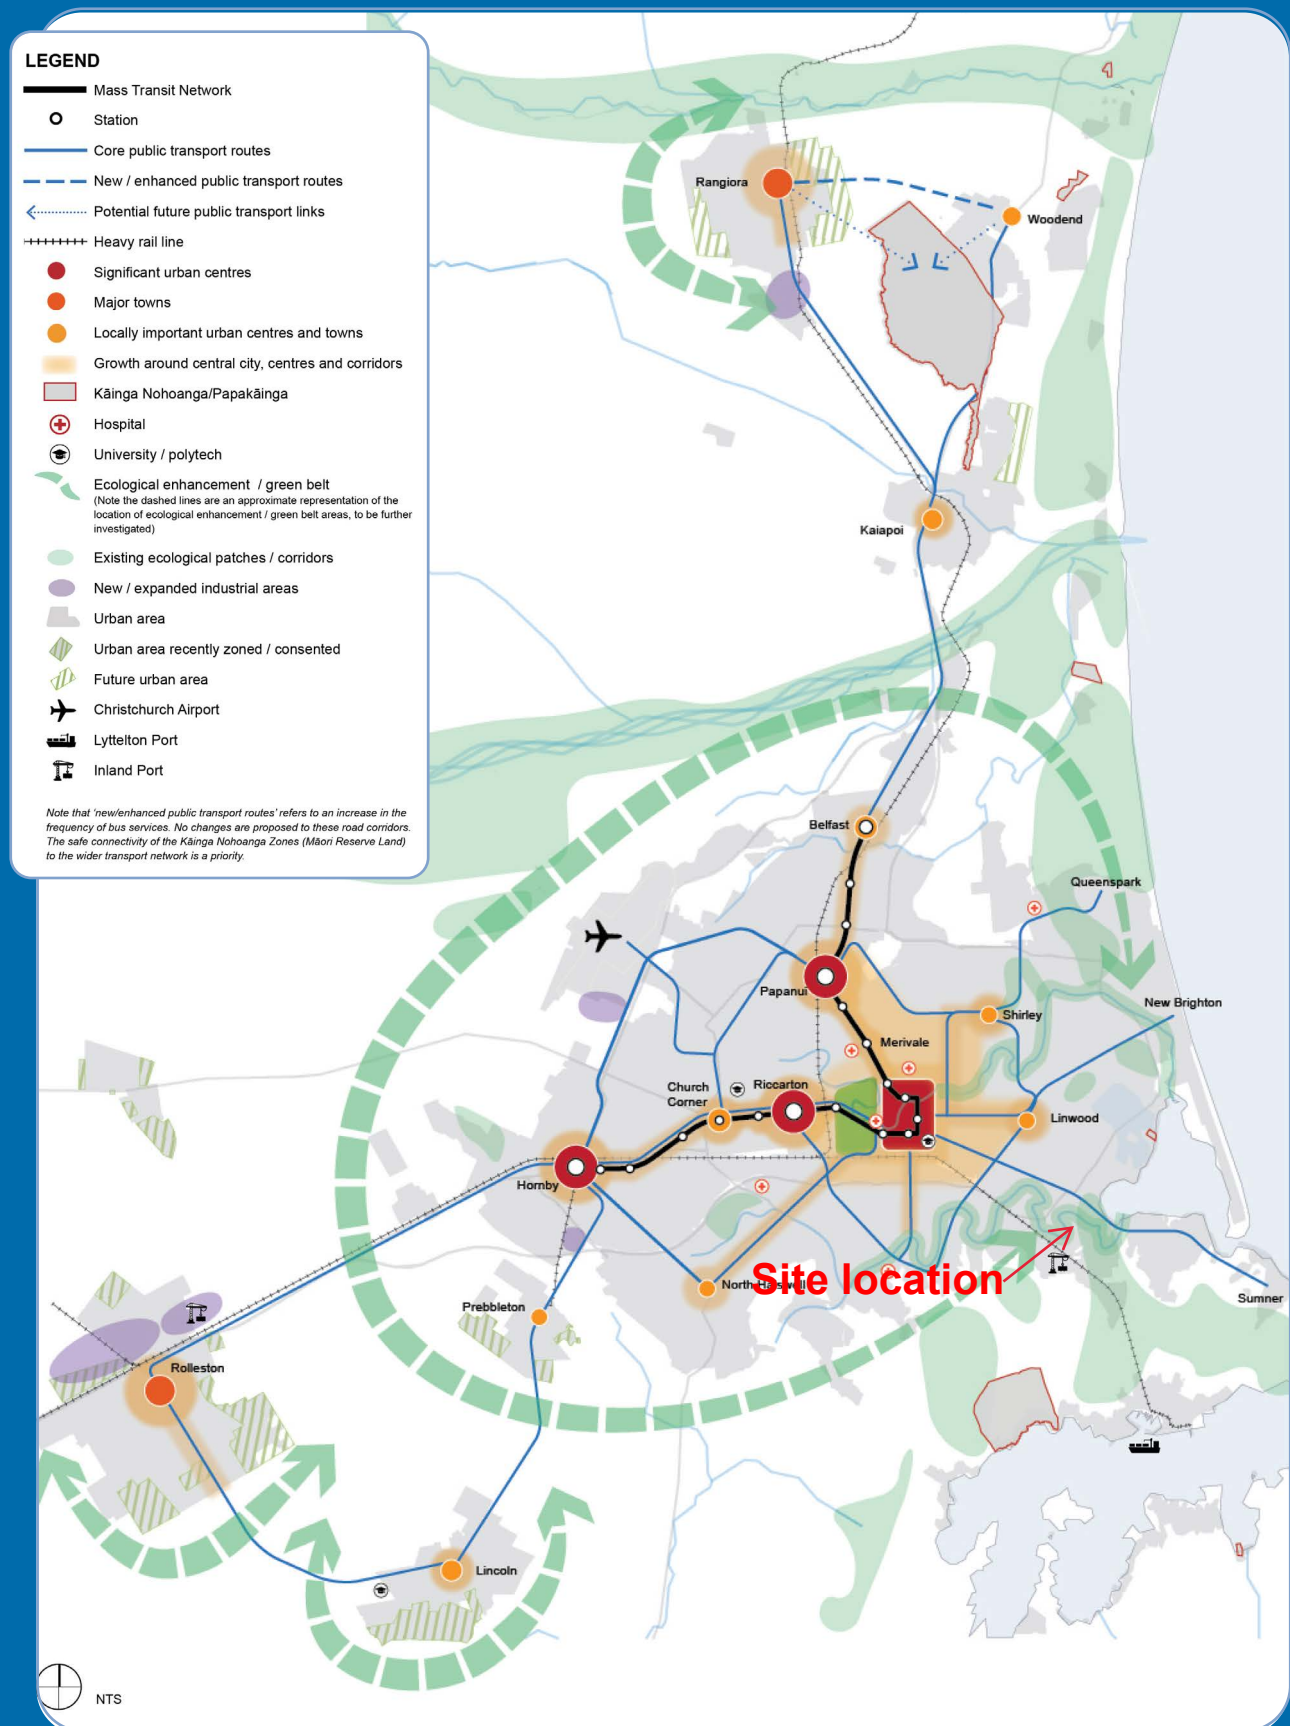 LEGEND
Mass Transit Network
Station
Core public transport routes
New / enhanced public transport routes
Potential future public transport links
Heavy rail line
Significant urban centres
Major towns
Locally important urban centres and towns
Growth around central city, centres and corridors
Kāinga Nohoanga/Papakāinga
Hospital
University / polytech
Ecological enhancement / green belt
(Note the dashed lines are an approximate representation of the
location of ecological enhancement / green belt areas, to be further
investigated)
Existing ecological patches / corridors
New / expanded industrial areas
Urban area
Urban area recently zoned / consented
Future urban area
Christchurch Airport
Lyttelton Port
Inland Port
Note that 'new/enhanced public transport routes' refers to an increase in the
frequency of bus services. No changes are proposed to these road corridors.
The safe connectivity of the Kāinga Nohoanga Zones (Māori Reserve Land)
to the wider transport network is a priority.
Rangiora
Woodend
Kaiapoi
Belfast
Queenspark
Papanui
New Brighton
Shirley
Merivale
Church
Corner
Riccarton
Linwood
Hornby
Site location
North Halswell
Sumner
Prebbleton
Rolleston
Lincoln
NTS